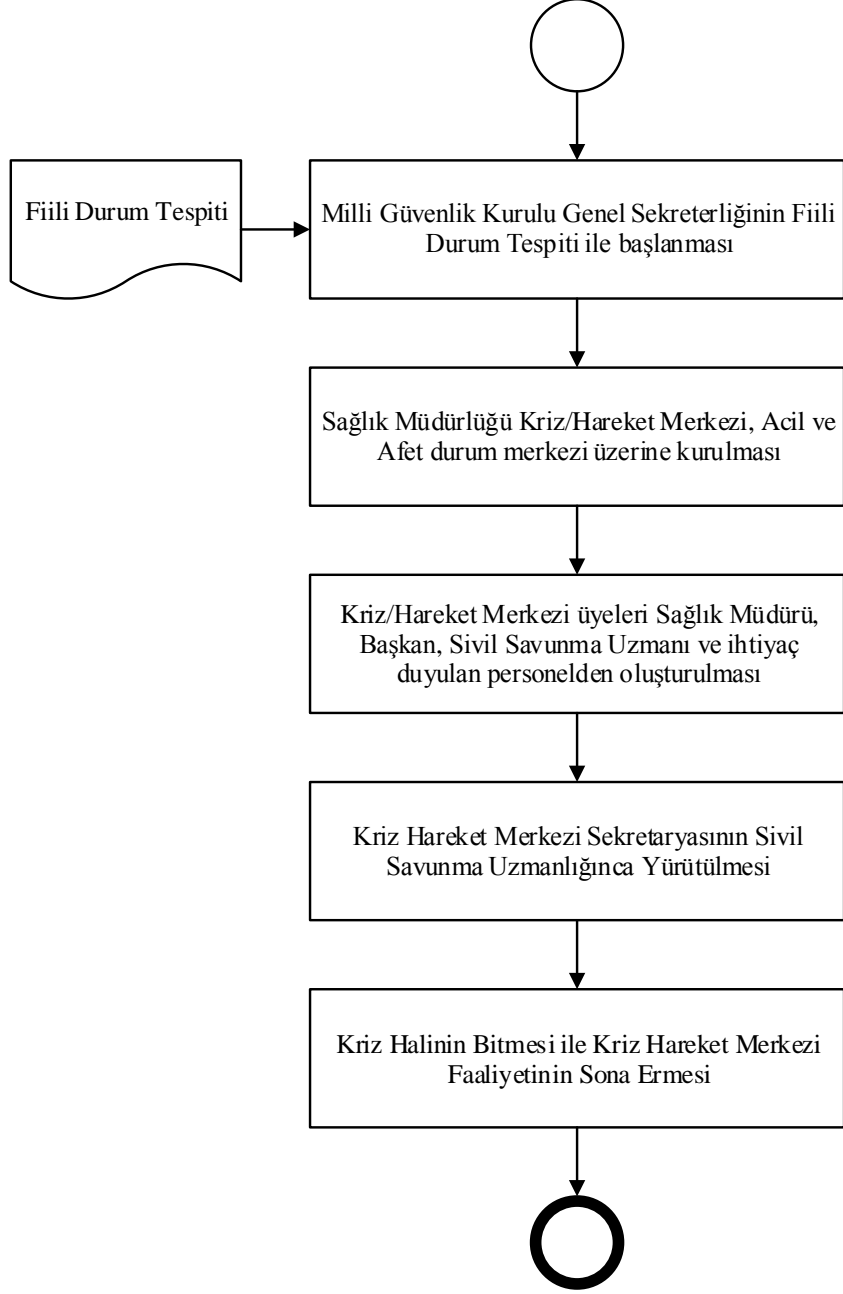 Fiili Durum Tespiti
Milli Güvenlik Kurulu Genel Sekreterliğinin Fiili
Durum Tespiti ile başlanması
Sağlık Müdürlüğü Kriz/Hareket Merkezi, Acil ve
Afet durum merkezi üzerine kurulması
Kriz/Hareket Merkezi üyeleri Sağlık Müdürü,
Başkan, Sivil Savunma Uzmanı ve ihtiyaç
duyulan personelden oluşturulması
Kriz Hareket Merkezi Sekretaryasının Sivil
Savunma Uzmanlığınca Yürütülmesi
Kriz Halinin Bitmesi ile Kriz Hareket Merkezi
Faaliyetinin Sona Ermesi